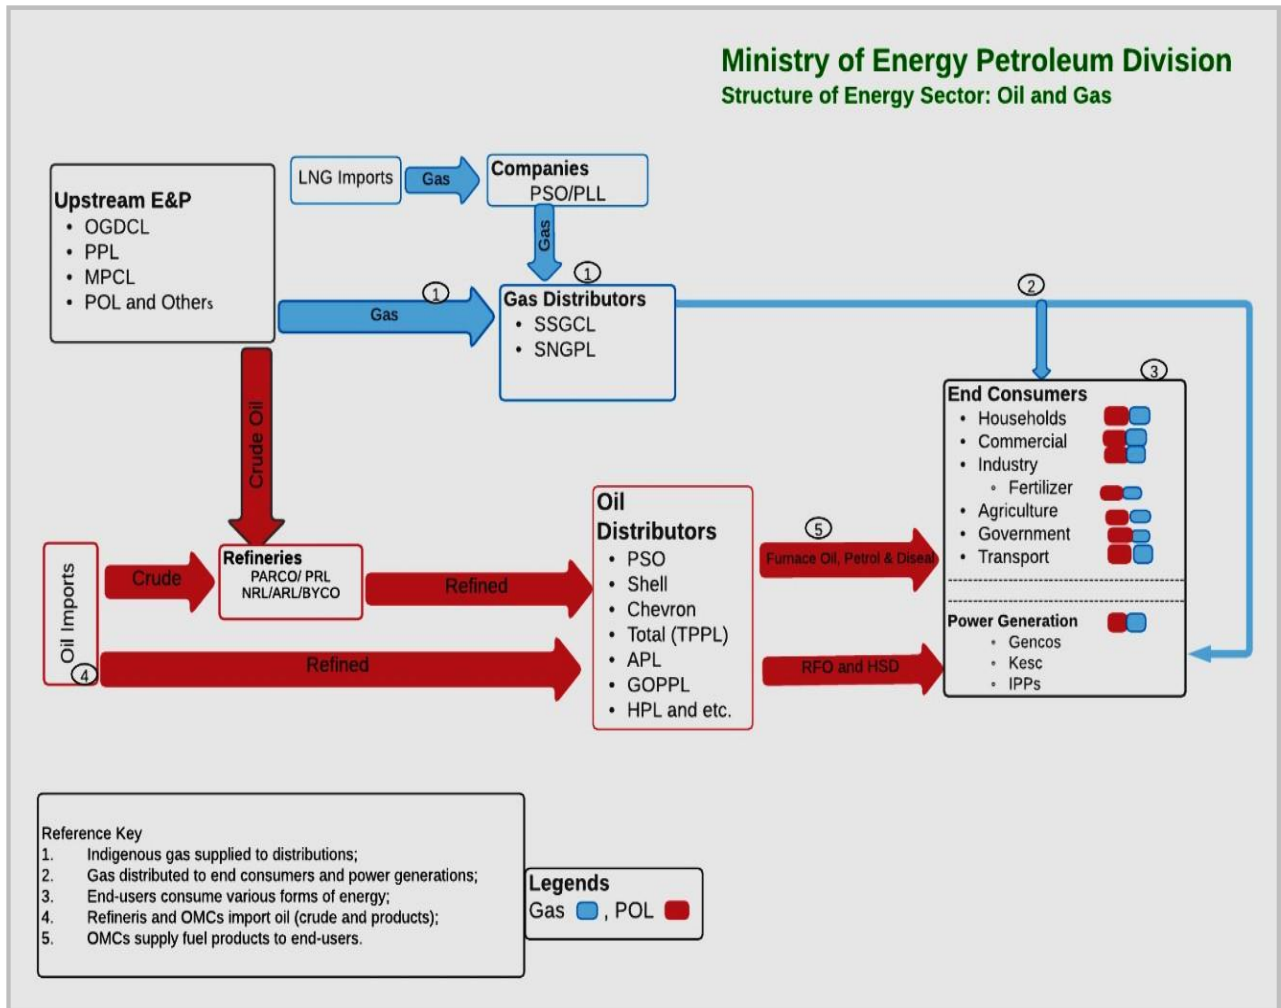 Ministry of Energy Petroleum Division
Structure of Energy Sector: Oil and Gas
Upstream E&P
• OGDCL
• PPL
• MPCL
• POL and Others
LNG Imports
Gas
Companies
PSO/PLL
Gas
1
Gas
1
Gas Distributors
• SSGCL
• SNGPL
2
3
End Consumers
• Households
• Commercial
• Industry
◦ Fertilizer
• Agriculture
• Government
• Transport
Power Generation
◦ Gencos
◦ Kesc
◦ IPPs
Crude Oil
Oil Imports
4
Crude
Refineries
PARCO/ PRL
NRL/ARL/BYCO
Refined
Refined
Oil
Distributors
• PSO
• Shell
• Chevron
• Total (TPPL)
• APL
• GOPPL
• HPL and etc.
5
Furnace Oil, Petrol & Diseal
RFO and HSD
Reference Key
1. Indigenous gas supplied to distributions;
2. Gas distributed to end consumers and power generations;
3. End-users consume various forms of energy;
4. Refineris and OMCs import oil (crude and products);
5. OMCs supply fuel products to end-users.
Legends
Gas , POL